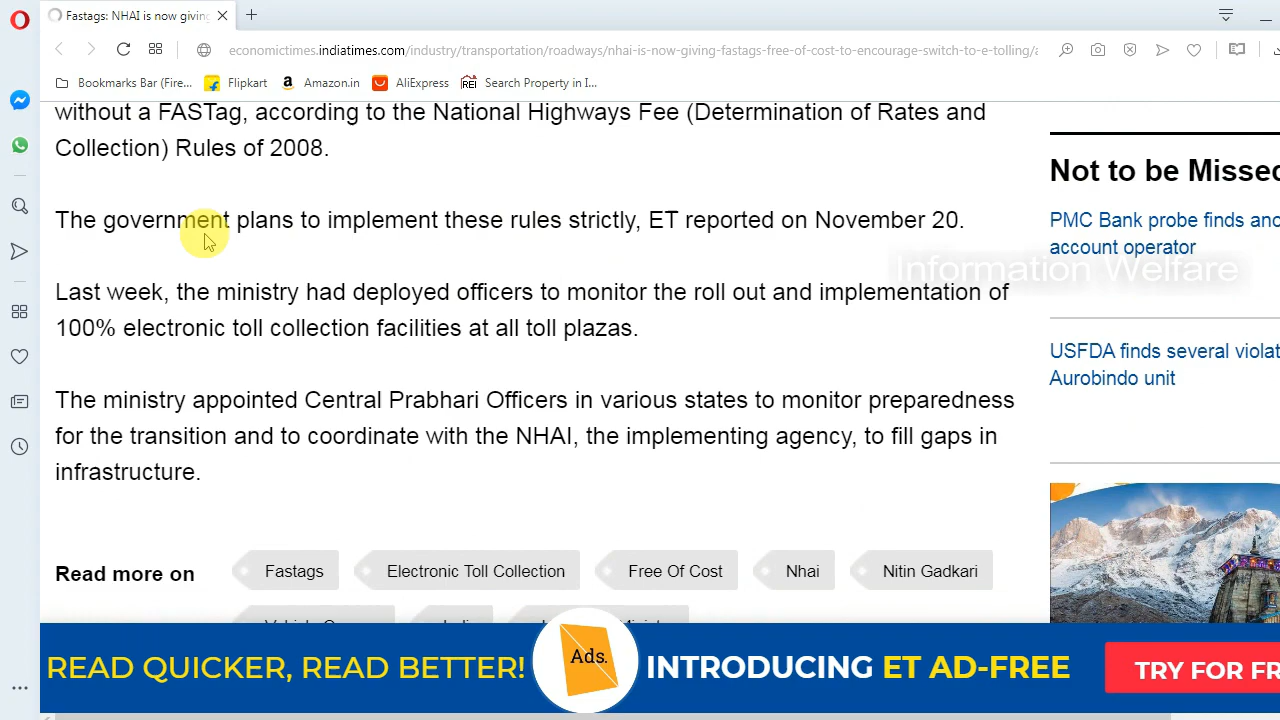 Fastags: NHAI is now giving
economictimes.indiatimes.com/industry/transportation/roadways/nhai-is-now-giving-fastags-free-of-cost-to-encourge-switch-to-e-tolling/a
Bookmarks Bar (Fire...
Flipkart
Amazon.in
AliExpress
REI
Search Property in I...
without a FASTag, according to the National Highways Fee (Determination of Rates and
Collection) Rules of 2008.
The government plans to implement these rules strictly, ET reported on November 20.
Last week, the ministry had deployed officers to monitor the roll out and implementation of
100% electronic toll collection facilities at all toll plazas.
The ministry appointed Central Prabhari Officers in various states to monitor preparedness
for the transition and to coordinate with the NHAI, the implementing agency, to fill gaps in
infrastructure.
Read more on
Fastags
Electronic Toll Collection
Free Of Cost
Nhai
Nitin Gadkari
Not to be Missed
PMC Bank probe finds
account operator
Information Welfare
USFDA finds several
Aurobindo unit
READ QUICKER, READ BETTER!
Ads.
INTRODUCING ET AD-FREE
TRY FOR